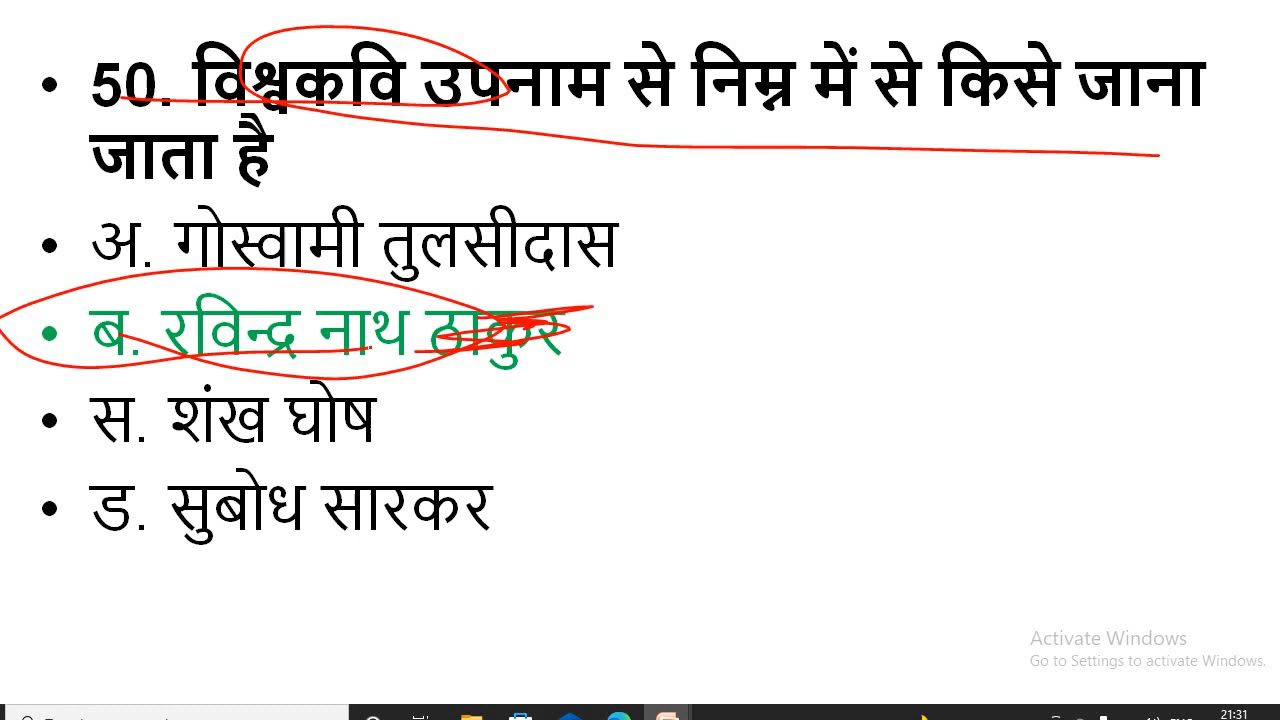 • 50. विश्वकवि उपनाम से निम्न में से किसे जाना
जाता है
• अ. गोस्वामी तुलसीदास
• ब. रविन्द्र नाथ ठाकुर
• स. शंख घोष
• ड. सुबोध सारकर
Activate Windows
Go to Settings to activate Windows.
21:31